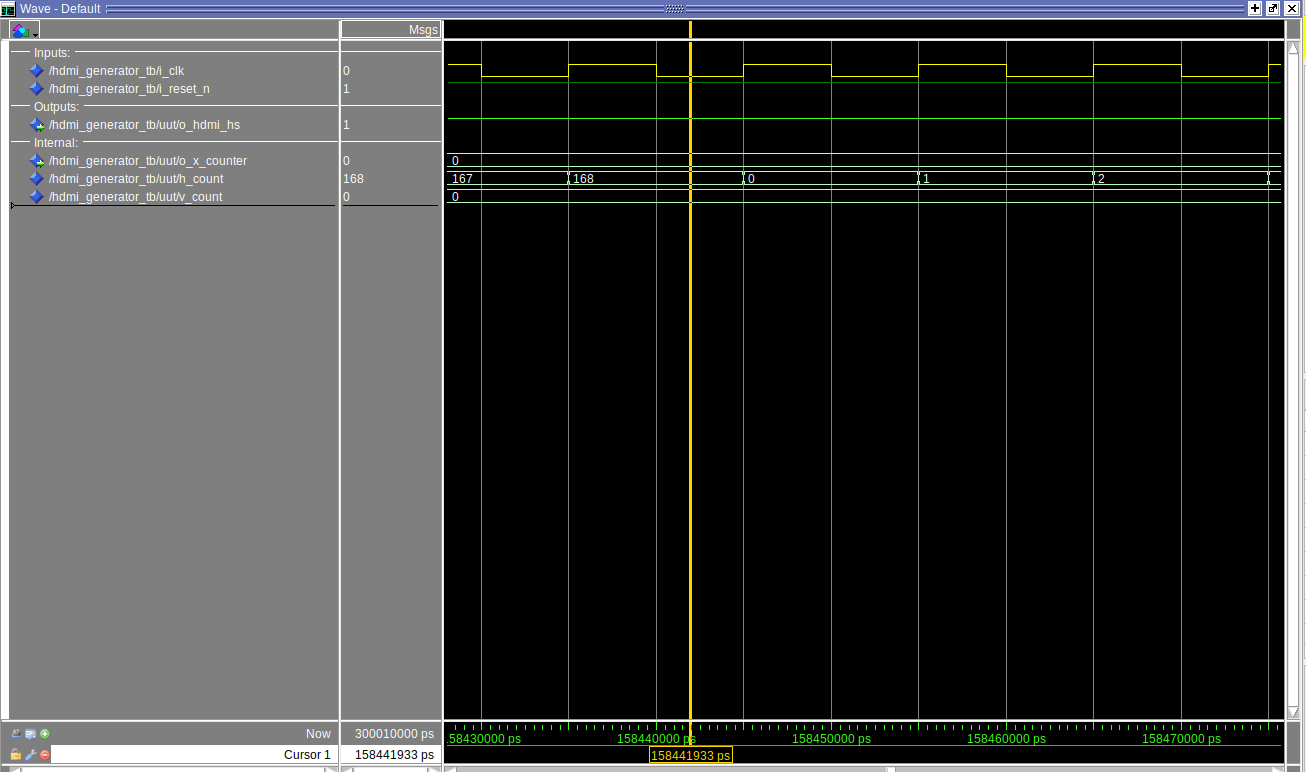 Wave - Default
Msgs
Inputs:
/hdmi_generator_tb/i_clk 0
/hdmi_generator_tb/i_reset_n 1
Outputs:
/hdmi_generator_tb/uut/o_hdmi_hs 1
Internal:
/hdmi_generator_tb/uut/o_x_counter 0 0
/hdmi_generator_tb/uut/h_count 168 167 168 0 1 2
/hdmi_generator_tb/uut/v_count 0 0
Now 300010000 ps 158430000 ps 158440000 ps 158450000 ps 158460000 ps 158470000 ps
Cursor 1 158441933 ps 158441933 ps